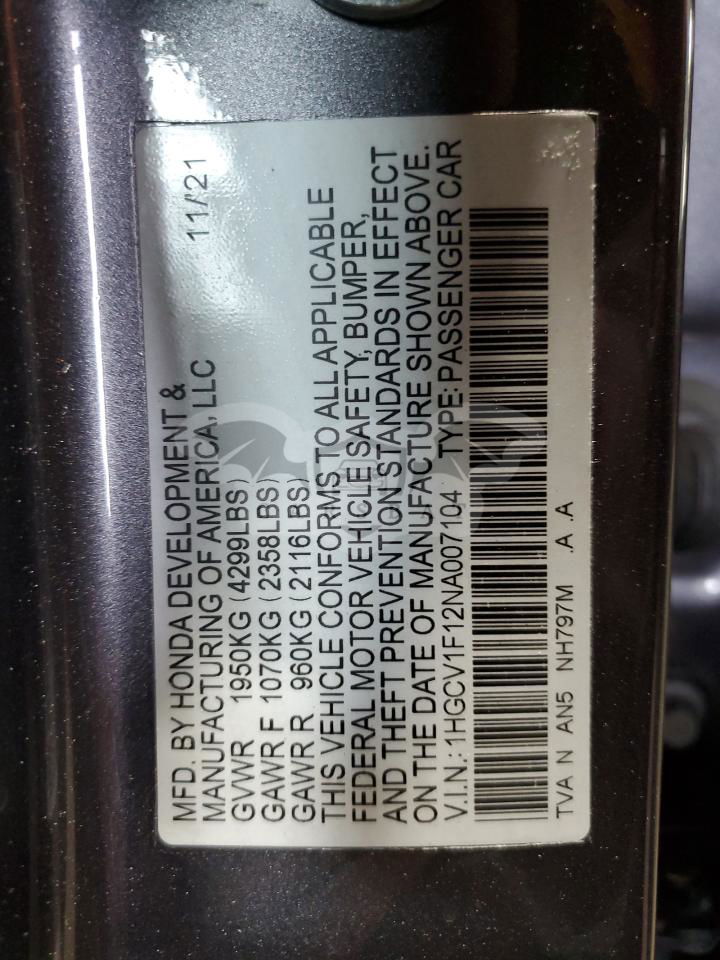 MFD. BY HONDA DEVELOPMENT &
MANUFACTURING OF AMERICA, LLC 11/'21
GVWR 1950KG (4299LBS)
GAWR F 1070KG (2358LBS)
GAWR R 960KG (2116LBS)
THIS VEHICLE CONFORMS TO ALL APPLICABLE
FEDERAL MOTOR VEHICLE SAFETY, BUMPER,
AND THEFT PREVENTION STANDARDS IN EFFECT
ON THE DATE OF MANUFACTURE SHOWN ABOVE.
V.I.N.: 1HGCV1F12NA007104 TYPE: PASSENGER CAR
TVA N AN5 NH797M .A .A